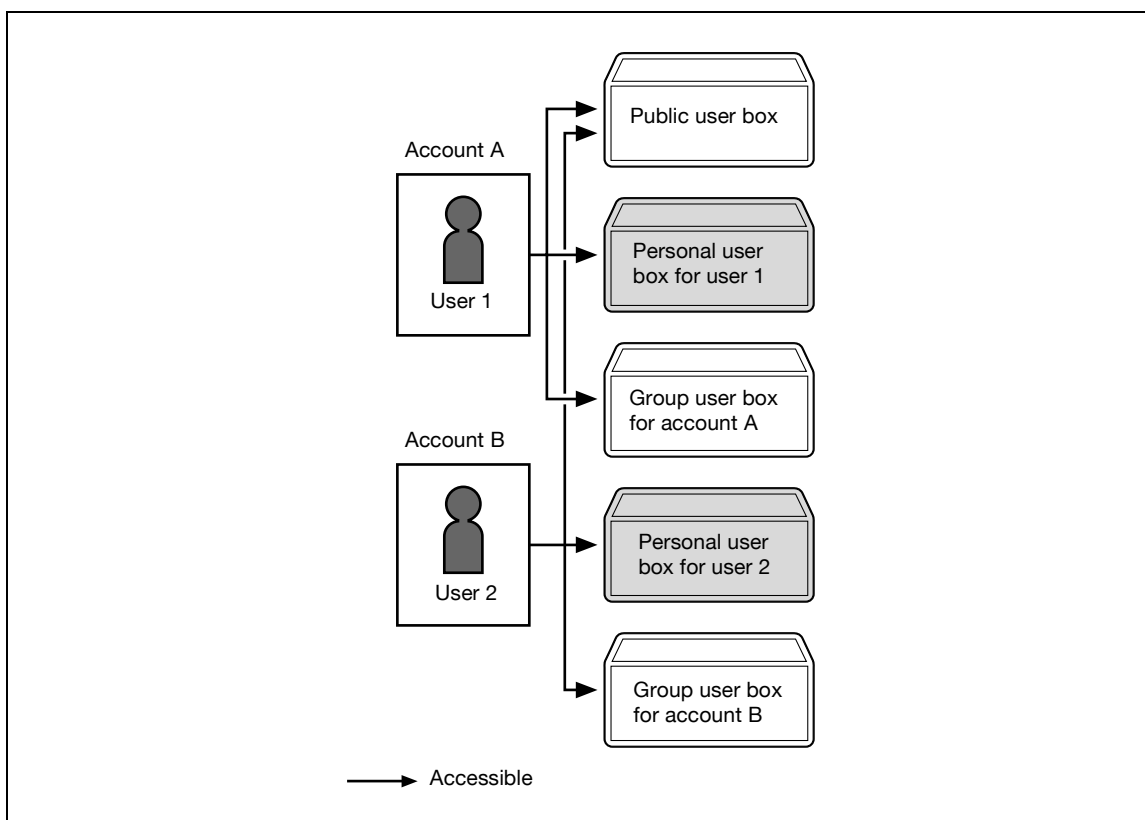 Public user box
Account A
Personal user
box for user 1
User 1
Group user box
for account A
Account B
Personal user
box for user 2
User 2
Group user box
for account B
Accessible